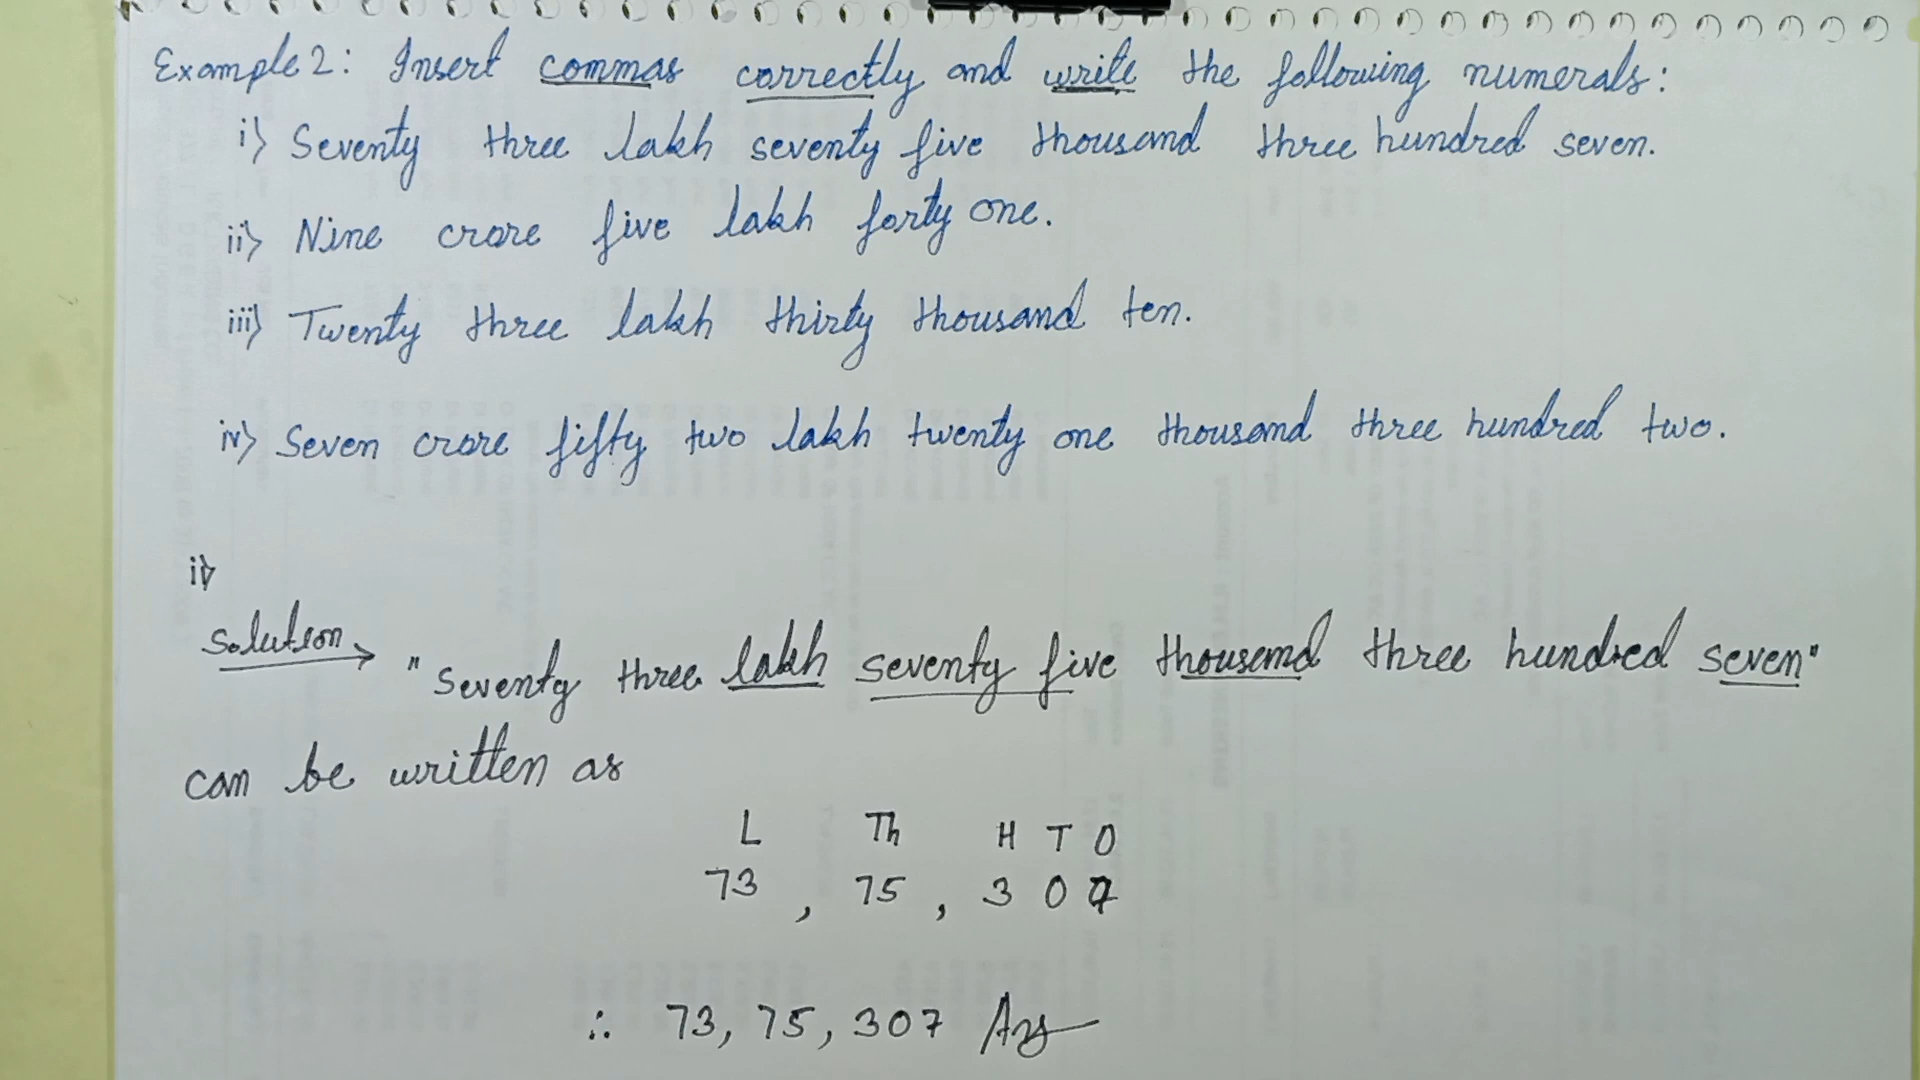 Example 2: Insert commas correctly and write the following numerals:
i) Seventy three lakh seventy five thousand three hundred seven.
ii) Nine crore five lakh forty one.
iii) Twenty three lakh thirty thousand ten.
iv) Seven crore fifty two lakh twenty one thousand three hundred two.
i)
Solution → "Seventy three lakh seventy five thousand three hundred seven"
can be written as
L Th H T O
73 , 75 , 3 0 7
∴ 73, 75, 307 Ans